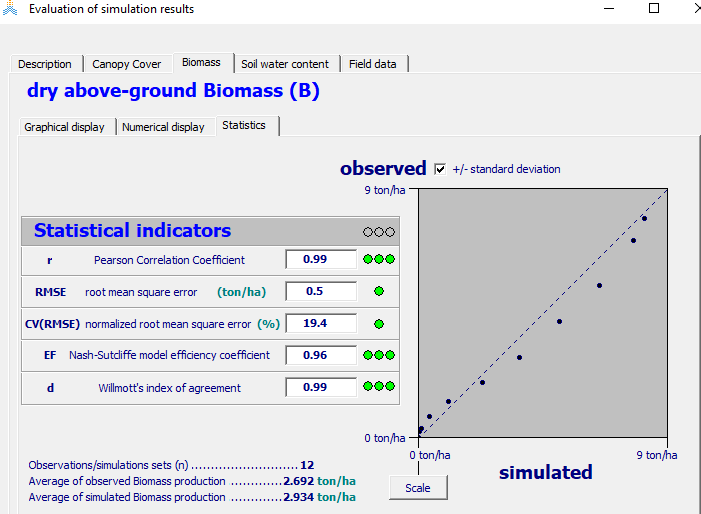 Evaluation of simulation results
Description Canopy Cover Biomass Soil water content Field data
dry above-ground Biomass (B)
Graphical display Numerical display Statistics
observed +/- standard deviation
9 ton/ha
Statistical indicators
r Pearson Correlation Coefficient 0.99
RMSE root mean square error (ton/ha) 0.5
CV(RMSE) normalized root mean square error (%) 19.4
EF Nash-Sutcliffe model efficiency coefficient 0.96
d Willmott's index of agreement 0.99
0 ton/ha
0 ton/ha 9 ton/ha
simulated
Scale
Observations/simulations sets (n) ........................... 12
Average of observed Biomass production .............2.692 ton/ha
Average of simulated Biomass production .............2.934 ton/ha